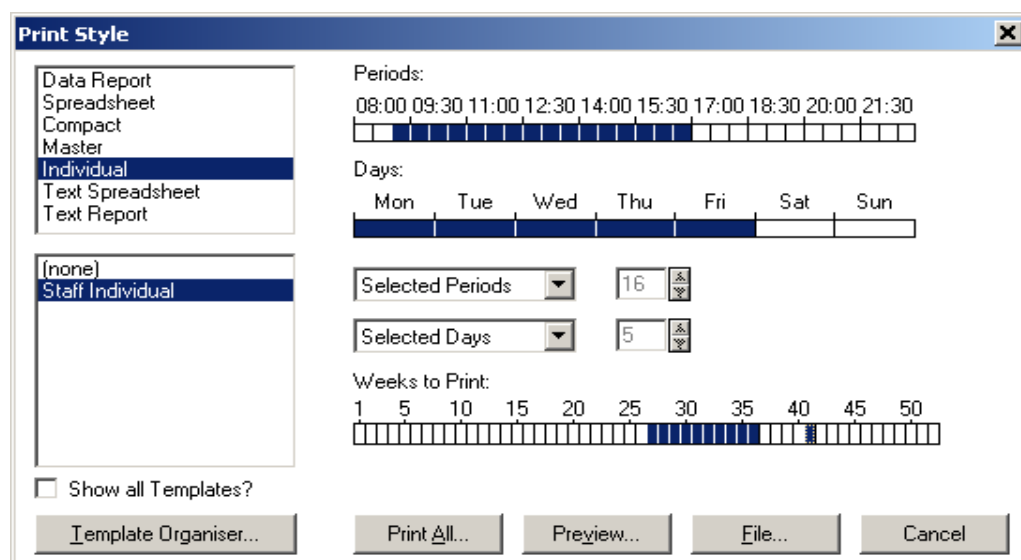 Print Style
Data Report
Spreadsheet
Compact
Master
Individual
Text Spreadsheet
Text Report
(none)
Staff Individual
Show all Templates?
Template Organiser...
Periods:
08:00 09:30 11:00 12:30 14:00 15:30 17:00 18:30 20:00 21:30
Days:
Mon Tue Wed Thu Fri Sat Sun
Selected Periods 16
Selected Days 5
Weeks to Print:
1 5 10 15 20 25 30 35 40 45 50
Print All... Preview... File... Cancel